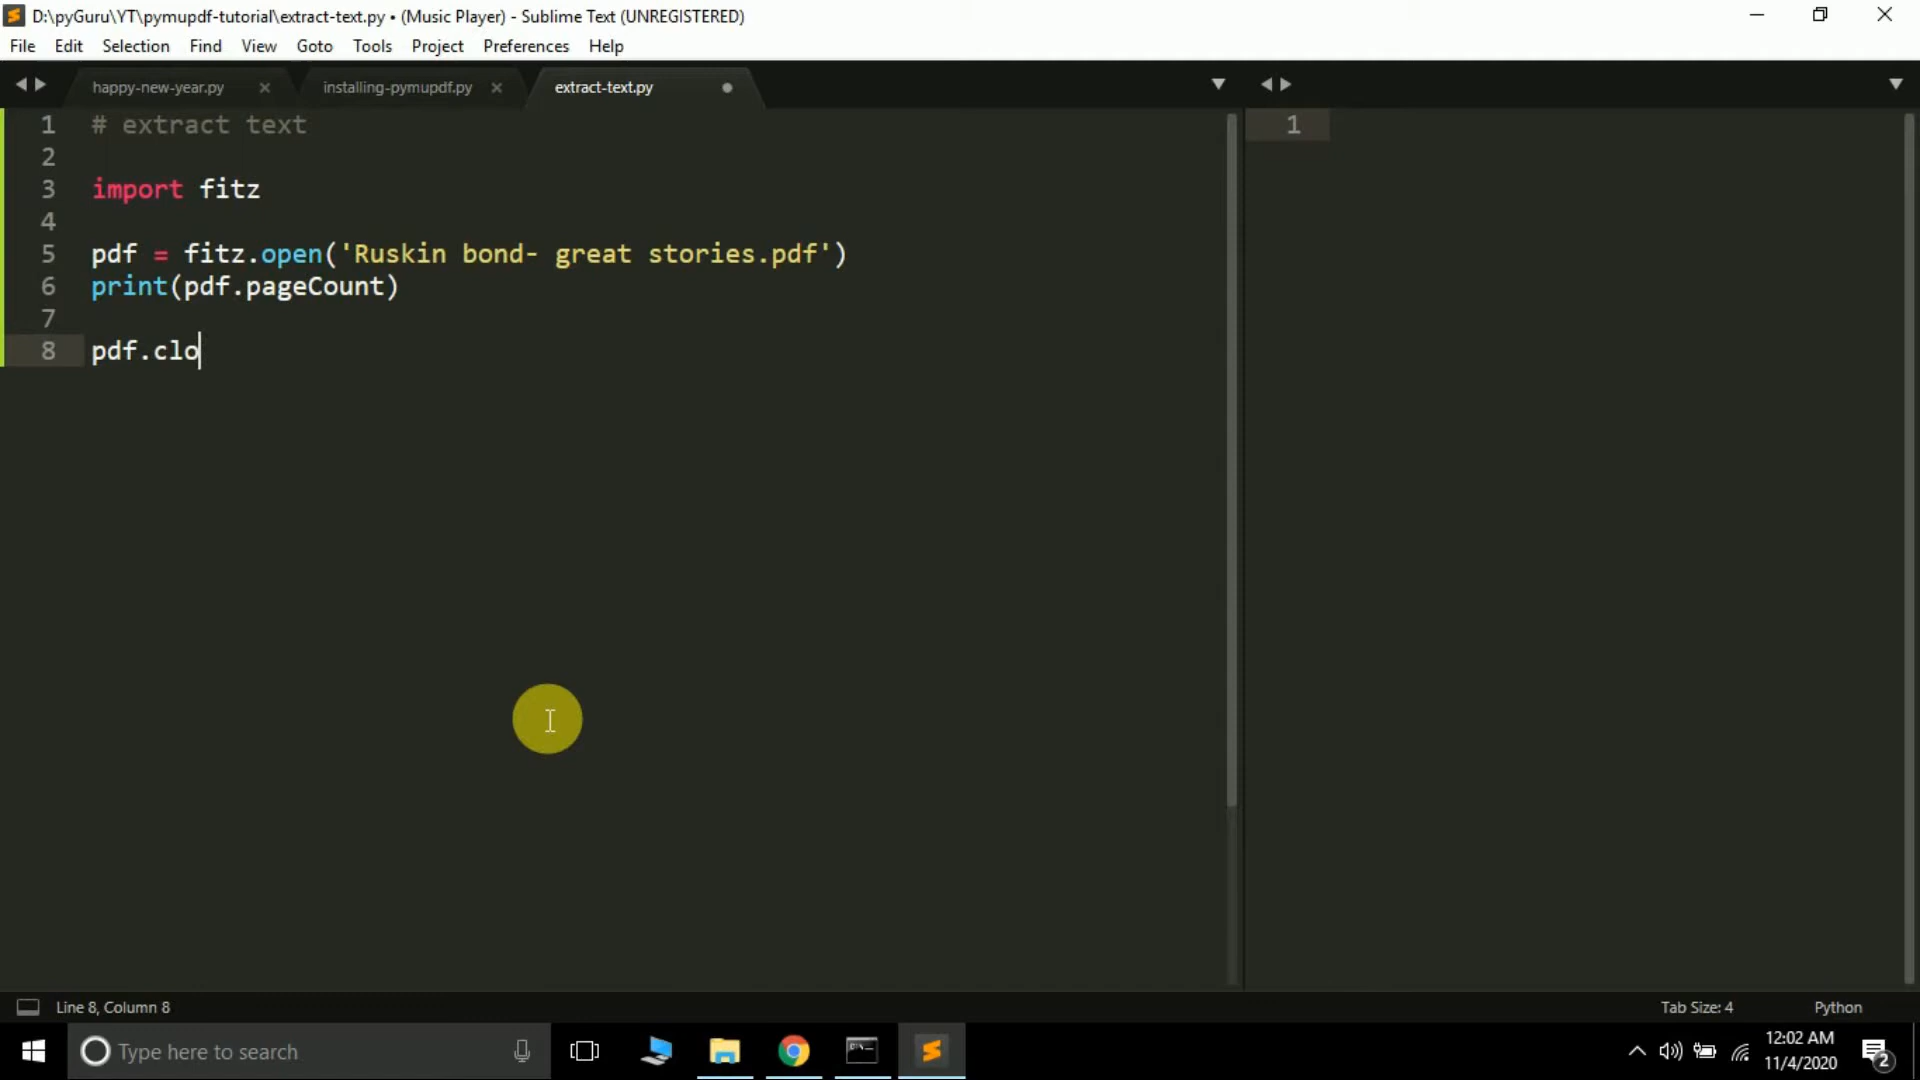 D:\pyGuru\YT\pymupdf-tutorial\extract-text.py • (Music Player) - Sublime Text (UNREGISTERED)
File Edit Selection Find View Goto Tools Project Preferences Help
happy-new-year.py installing-pymupdf.py extract-text.py
1 # extract text
2
3 import fitz
4
5 pdf = fitz.open('Ruskin bond- great stories.pdf')
6 print(pdf.pageCount)
7
8 pdf.clo
1
Line 8, Column 8 Tab Size: 4 Python
Type here to search
12:02 AM
11/4/2020
2